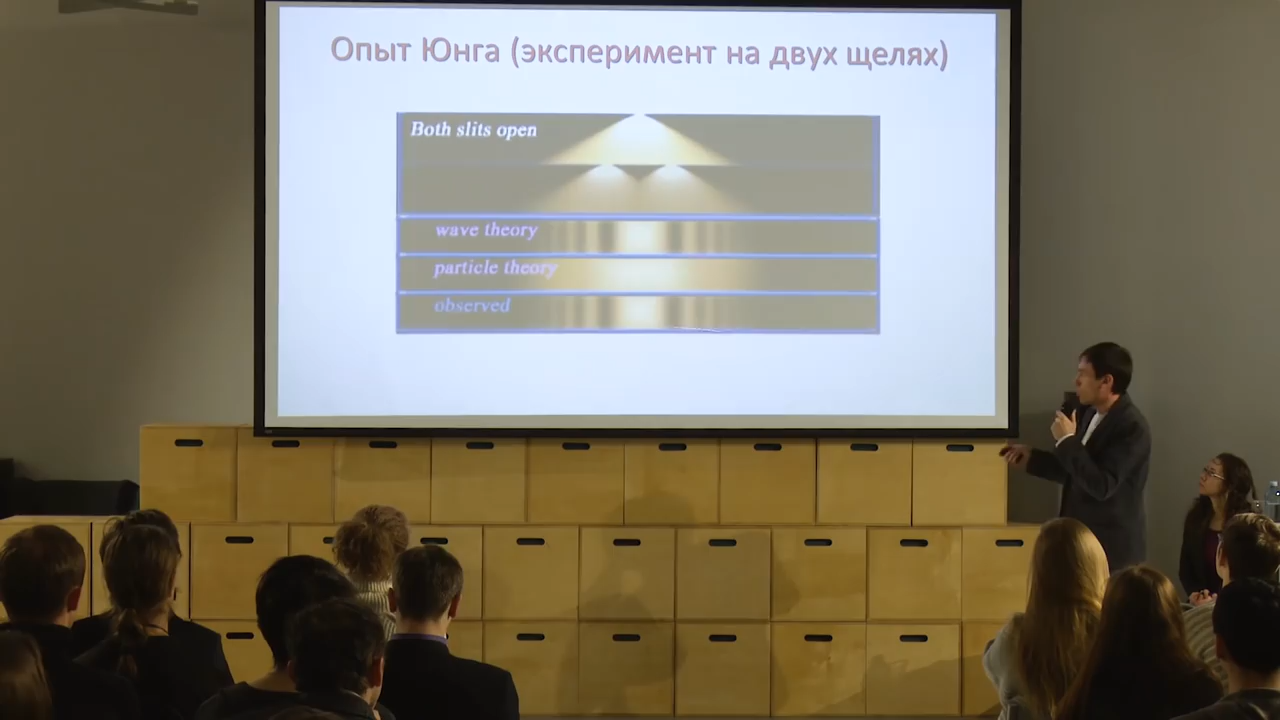 Опыт Юнга (эксперимент на двух щелях)
Both slits open
wave theory
particle theory
observed